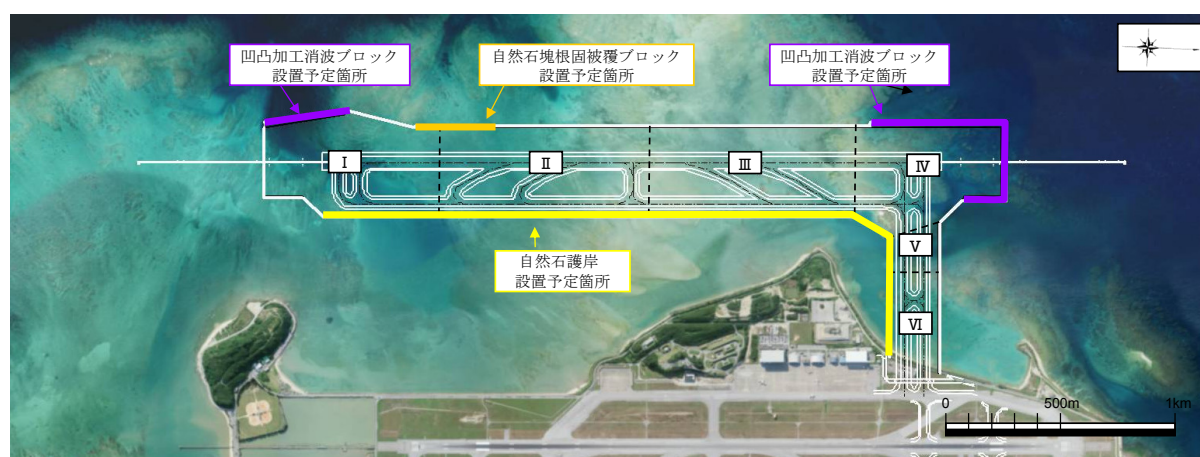 凹凸加工消波ブロック
設置予定箇所
自然石塊根固被覆ブロック
設置予定箇所
凹凸加工消波ブロック
設置予定箇所
Ⅰ
Ⅱ
Ⅲ
Ⅳ
Ⅴ
自然石護岸
設置予定箇所
Ⅵ
0
500m
1km